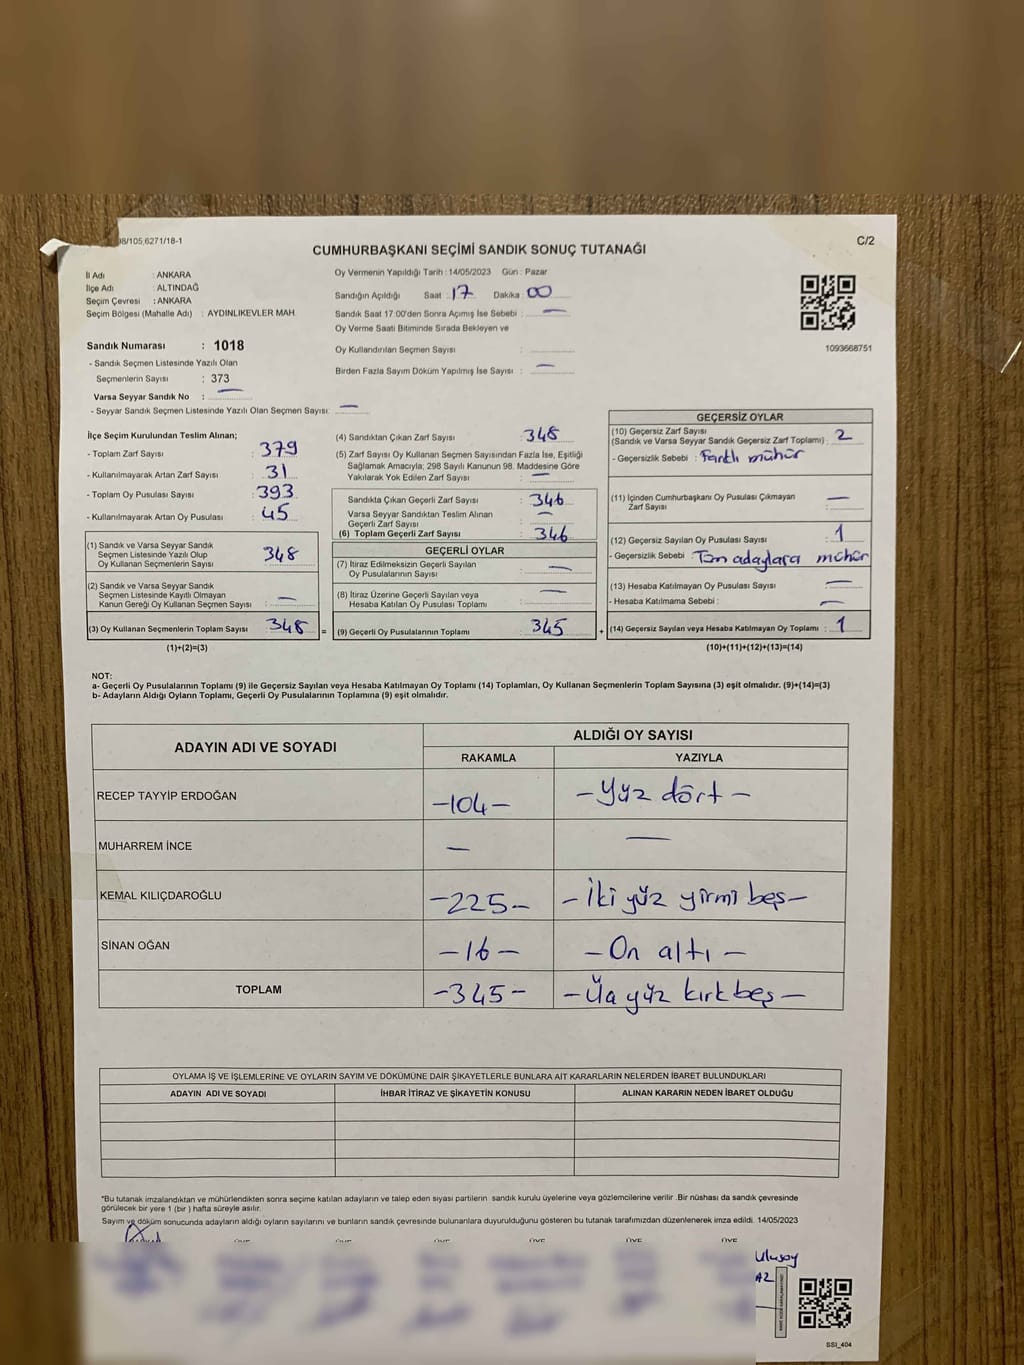 98/105,6271/18-1
C/2
CUMHURBAŞKANI SEÇİMİ SANDIK SONUÇ TUTANAĞI
İl Adı : ANKARA
İlçe Adı : ALTINDAĞ
Seçim Çevresi : ANKARA
Seçim Bölgesi (Mahalle Adı) : AYDINLIKEVLER MAH.
Sandık Numarası : 1018
- Sandık Seçmen Listesinde Yazılı Olan
Seçmenlerin Sayısı : 373
Varsa Seyyar Sandık No : —
- Seyyar Sandık Seçmen Listesinde Yazılı Olan Seçmen Sayısı: —
Oy Vermenin Yapıldığı Tarih : 14/05/2023 Gün : Pazar
Sandığın Açıldığı Saat : 17 Dakika : 00
Sandık Saat 17:00'den Sonra Açımış İse Sebebi : —
Oy Verme Saati Bitiminde Sırada Bekleyen ve
Oy Kullandırılan Seçmen Sayısı :
Birden Fazla Sayım Döküm Yapılmış İse Sayısı : —
1093668751
İlçe Seçim Kurulundan Teslim Alınan;
- Toplam Zarf Sayısı : 379
- Kullanılmayarak Artan Zarf Sayısı : 31
- Toplam Oy Pusulası Sayısı : 393
- Kullanılmayarak Artan Oy Pusulası : 45
(1) Sandık ve Varsa Seyyar Sandık
Seçmen Listesinde Yazılı Olup
Oy Kullanan Seçmenlerin Sayısı : 348
(2) Sandık ve Varsa Seyyar Sandık
Seçmen Listesinde Kayıtlı Olmayan
Kanun Gereği Oy Kullanan Seçmen Sayısı : —
(3) Oy Kullanan Seçmenlerin Toplam Sayısı : 348
(1)+(2)=(3)
(4) Sandıktan Çıkan Zarf Sayısı : 348
(5) Zarf Sayısı Oy Kullanan Seçmen Sayısından Fazla İse, Eşitliği
Sağlamak Amacıyla; 298 Sayılı Kanunun 98. Maddesine Göre
Yakılarak Yok Edilen Zarf Sayısı : —
Sandıkta Çıkan Geçerli Zarf Sayısı : 346
Varsa Seyyar Sandıktan Teslim Alınan
Geçerli Zarf Sayısı : —
(6) Toplam Geçerli Zarf Sayısı : 346
GEÇERLİ OYLAR
(7) İtiraz Edilmeksizin Geçerli Sayılan
Oy Pusulalarının Sayısı : —
(8) İtiraz Üzerine Geçerli Sayılan veya
Hesaba Katılan Oy Pusulası Toplamı : —
= (9) Geçerli Oy Pusulalarının Toplamı : 345
GEÇERSİZ OYLAR
(10) Geçersiz Zarf Sayısı
(Sandık ve Varsa Seyyar Sandık Geçersiz Zarf Toplamı) : 2
- Geçersizlik Sebebi : Farklı mühür
(11) İçinden Cumhurbaşkanı Oy Pusulası Çıkmayan
Zarf Sayısı : —
(12) Geçersiz Sayılan Oy Pusulası Sayısı : 1
- Geçersizlik Sebebi : Tüm adaylara mühür
(13) Hesaba Katılmayan Oy Pusulası Sayısı : —
- Hesaba Katılmama Sebebi : —
+ (14) Geçersiz Sayılan veya Hesaba Katılmayan Oy Toplamı : 1
(10)+(11)+(12)+(13)=(14)
NOT:
a- Geçerli Oy Pusulalarının Toplamı (9) ile Geçersiz Sayılan veya Hesaba Katılmayan Oy Toplamı (14) Toplamları, Oy Kullanan Seçmenlerin Toplam Sayısına (3) eşit olmalıdır. (9)+(14)=(3)
b- Adayların Aldığı Oyların Toplamı, Geçerli Oy Pusulalarının Toplamına (9) eşit olmalıdır.
ADAYIN ADI VE SOYADI
ALDIĞI OY SAYISI
RAKAMLA YAZIYLA
RECEP TAYYİP ERDOĞAN -104- -Yüz dört-
MUHARREM İNCE — —
KEMAL KILIÇDAROĞLU -225- -İki yüz yirmi beş-
SİNAN OĞAN -16- -On altı-
TOPLAM -345- -Üç yüz kırk beş-
OYLAMA İŞ VE İŞLEMLERİNE VE OYLARIN SAYIM VE DÖKÜMÜNE DAİR ŞİKAYETLERLE BUNLARA AİT KARARLARIN NELERDEN İBARET BULUNDUKLARI
ADAYIN ADI VE SOYADI İHBAR İTİRAZ VE ŞİKAYETİN KONUSU ALINAN KARARIN NEDEN İBARET OLDUĞU
*Bu tutanak imzalandıktan ve mühürlendikten sonra seçime katılan adayların ve talep eden siyasi partilerin sandık kurulu üyelerine veya gözlemcilerine verilir .Bir nüshası da sandık çevresinde
görülecek bir yere 1 (bir ) hafta süreyle asılır.
Sayım ve döküm sonucunda adayların aldığı oyların sayılarını ve bunların sandık çevresinde bulunanlara duyurulduğunu gösteren bu tutanak tarafımızdan düzenlenerek imza edildi. 14/05/2023
ÜYE ÜYE ÜYE ÜYE ÜYE ÜYE
Ulusoy
SSI_404